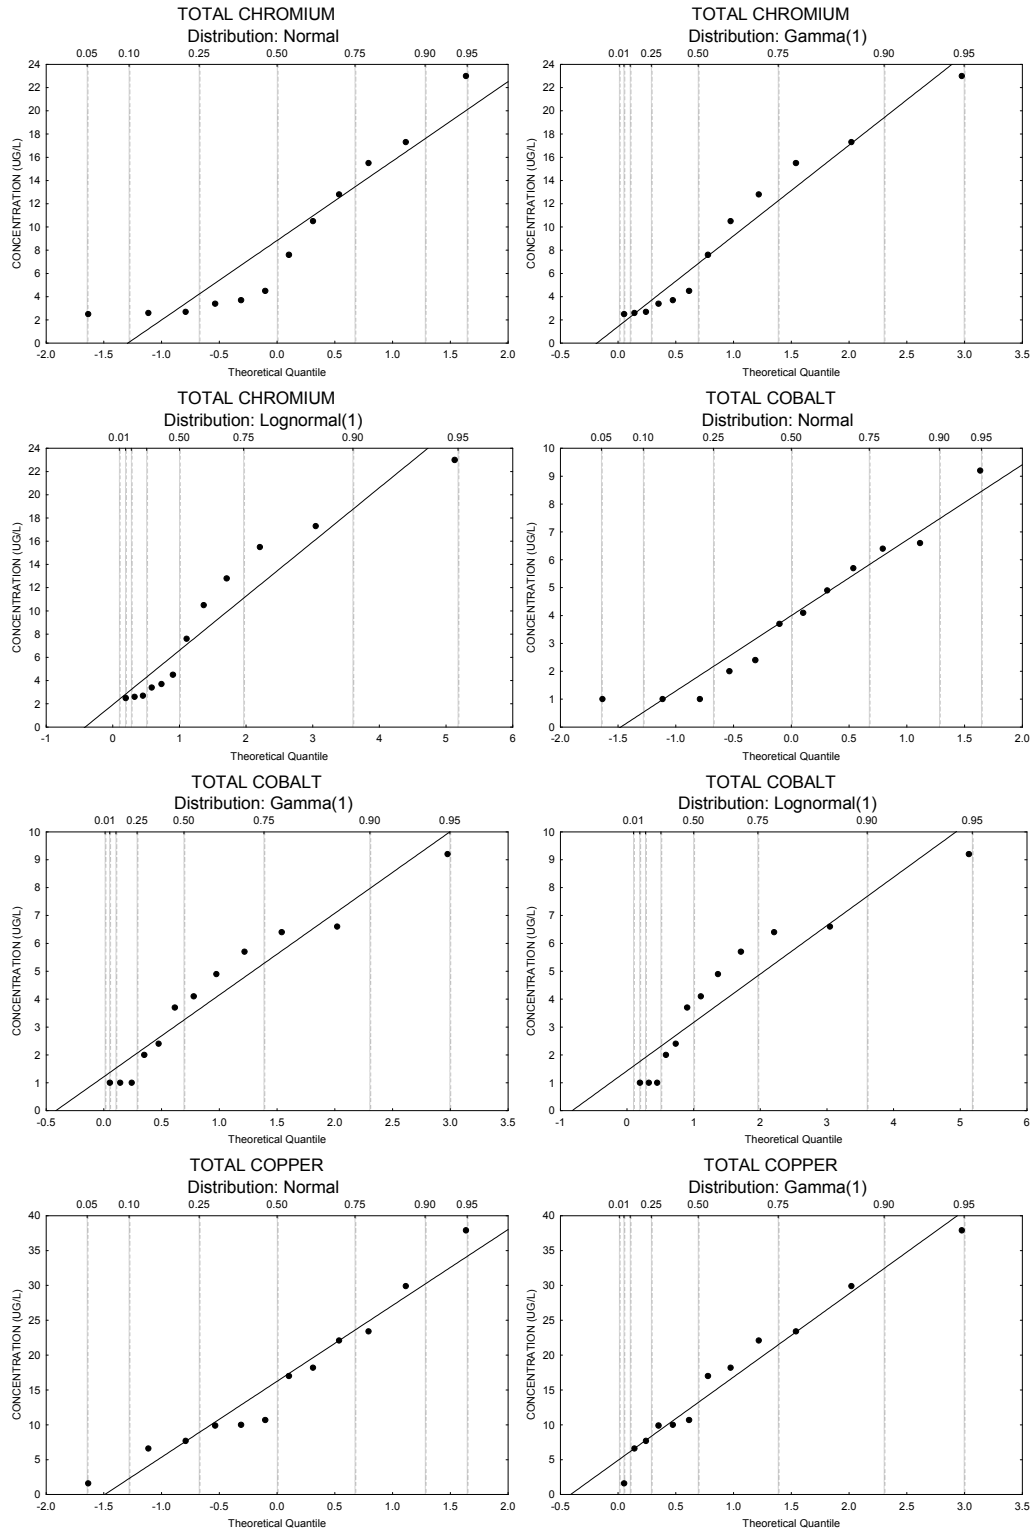 TOTAL CHROMIUM
Distribution: Normal
0.05 0.10 0.25 0.50 0.75 0.90 0.95
24
22
20
18
16
14
12
10
8
6
4
2
0
CONCENTRATION (UG/L)
-2.0 -1.5 -1.0 -0.5 0.0 0.5 1.0 1.5 2.0
Theoretical Quantile
TOTAL CHROMIUM
Distribution: Gamma(1)
0.01 0.25 0.50 0.75 0.90 0.95
24
22
20
18
16
14
12
10
8
6
4
2
0
CONCENTRATION (UG/L)
-0.5 0.0 0.5 1.0 1.5 2.0 2.5 3.0 3.5
Theoretical Quantile
TOTAL CHROMIUM
Distribution: Lognormal(1)
0.01 0.50 0.75 0.90 0.95
24
22
20
18
16
14
12
10
8
6
4
2
0
CONCENTRATION (UG/L)
-1 0 1 2 3 4 5 6
Theoretical Quantile
TOTAL COBALT
Distribution: Normal
0.05 0.10 0.25 0.50 0.75 0.90 0.95
10
9
8
7
6
5
4
3
2
1
0
CONCENTRATION (UG/L)
-2.0 -1.5 -1.0 -0.5 0.0 0.5 1.0 1.5 2.0
Theoretical Quantile
TOTAL COBALT
Distribution: Gamma(1)
0.01 0.25 0.50 0.75 0.90 0.95
10
9
8
7
6
5
4
3
2
1
0
CONCENTRATION (UG/L)
-0.5 0.0 0.5 1.0 1.5 2.0 2.5 3.0 3.5
Theoretical Quantile
TOTAL COBALT
Distribution: Lognormal(1)
0.01 0.50 0.75 0.90 0.95
10
9
8
7
6
5
4
3
2
1
0
CONCENTRATION (UG/L)
-1 0 1 2 3 4 5 6
Theoretical Quantile
TOTAL COPPER
Distribution: Normal
0.05 0.10 0.25 0.50 0.75 0.90 0.95
40
35
30
25
20
15
10
5
0
CONCENTRATION (UG/L)
-2.0 -1.5 -1.0 -0.5 0.0 0.5 1.0 1.5 2.0
Theoretical Quantile
TOTAL COPPER
Distribution: Gamma(1)
0.01 0.25 0.50 0.75 0.90 0.95
40
35
30
25
20
15
10
5
0
CONCENTRATION (UG/L)
-0.5 0.0 0.5 1.0 1.5 2.0 2.5 3.0 3.5
Theoretical Quantile